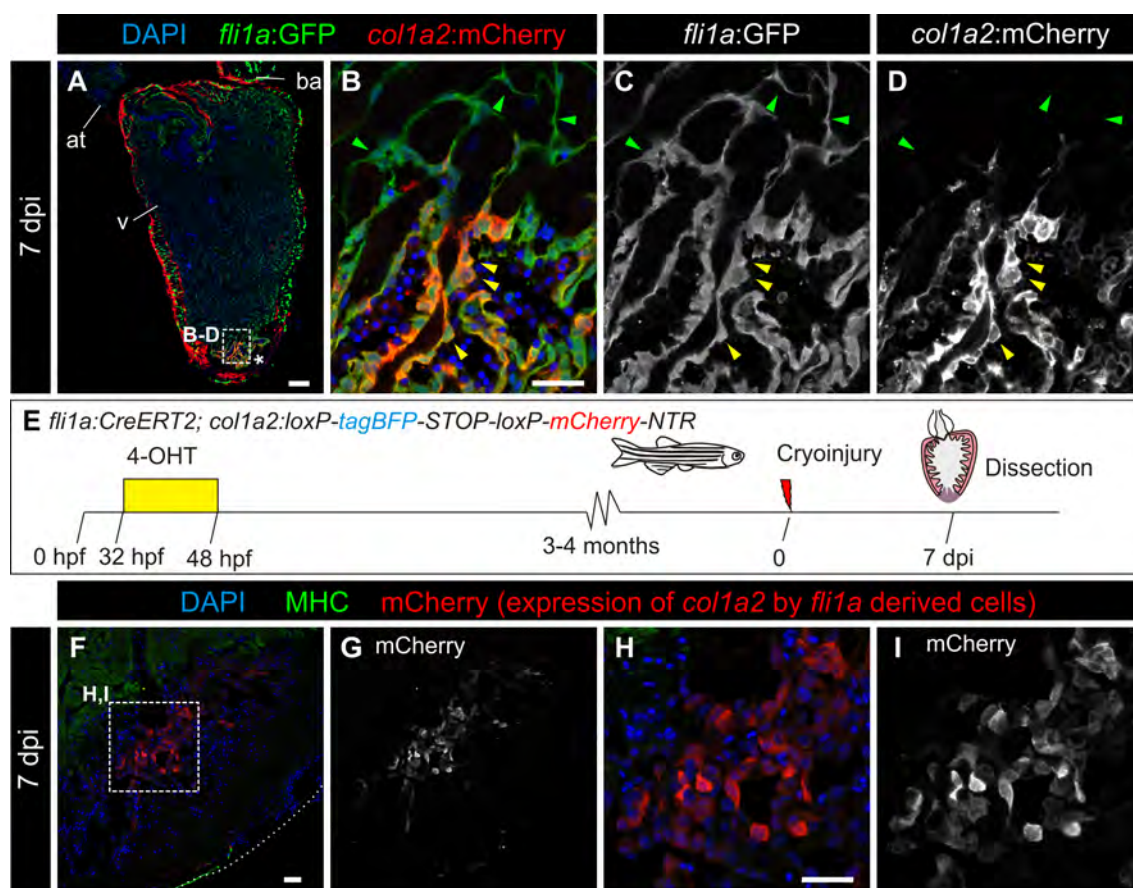 DAPI fli1a:GFP col1a2:mCherry fli1a:GFP col1a2:mCherry
7 dpi
A ba at v B-D *
B
C
D
E fli1a:CreERT2; col1a2:loxP-tagBFP-STOP-loxP-mCherry-NTR
4-OHT Cryoinjury Dissection
0 hpf 32 hpf 48 hpf 3-4 months 0 7 dpi
DAPI MHC mCherry (expression of col1a2 by fli1a derived cells)
7 dpi
F H,I
G mCherry
H
I mCherry